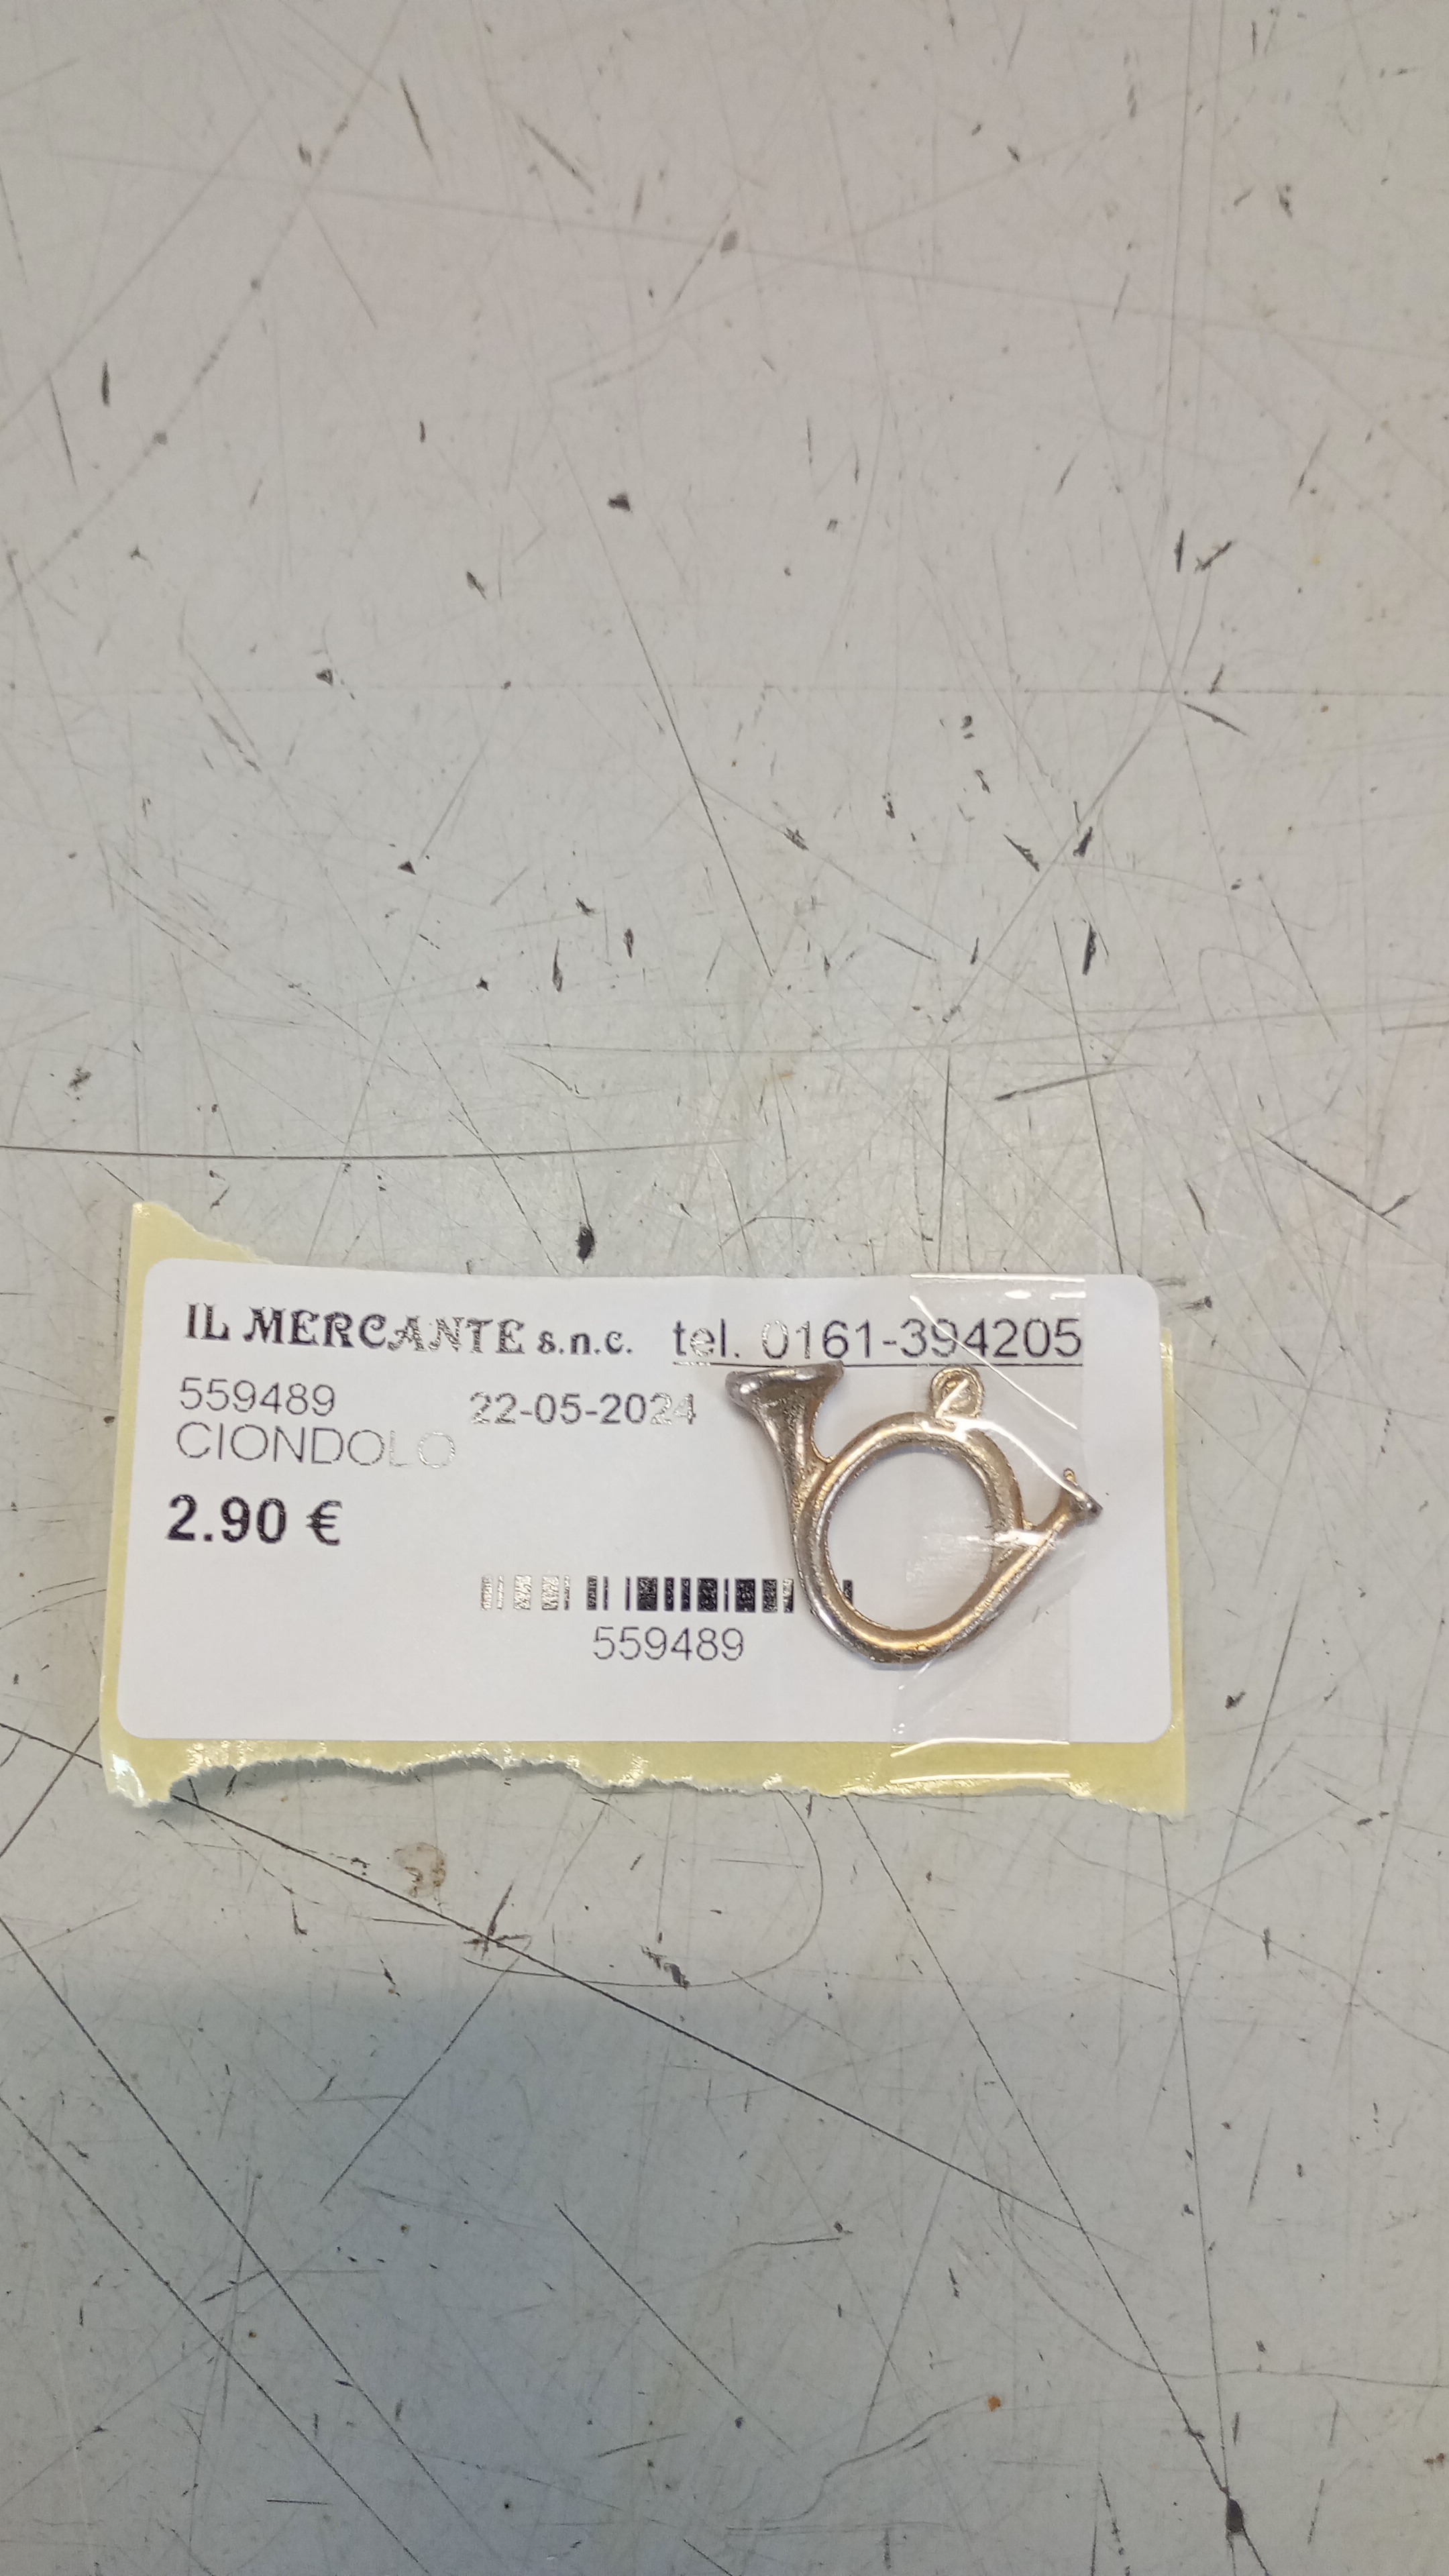 IL MERCANTE s.n.c. tel. 0161-394205
559489 22-05-2024
CIONDOLO
2.90 €
559489